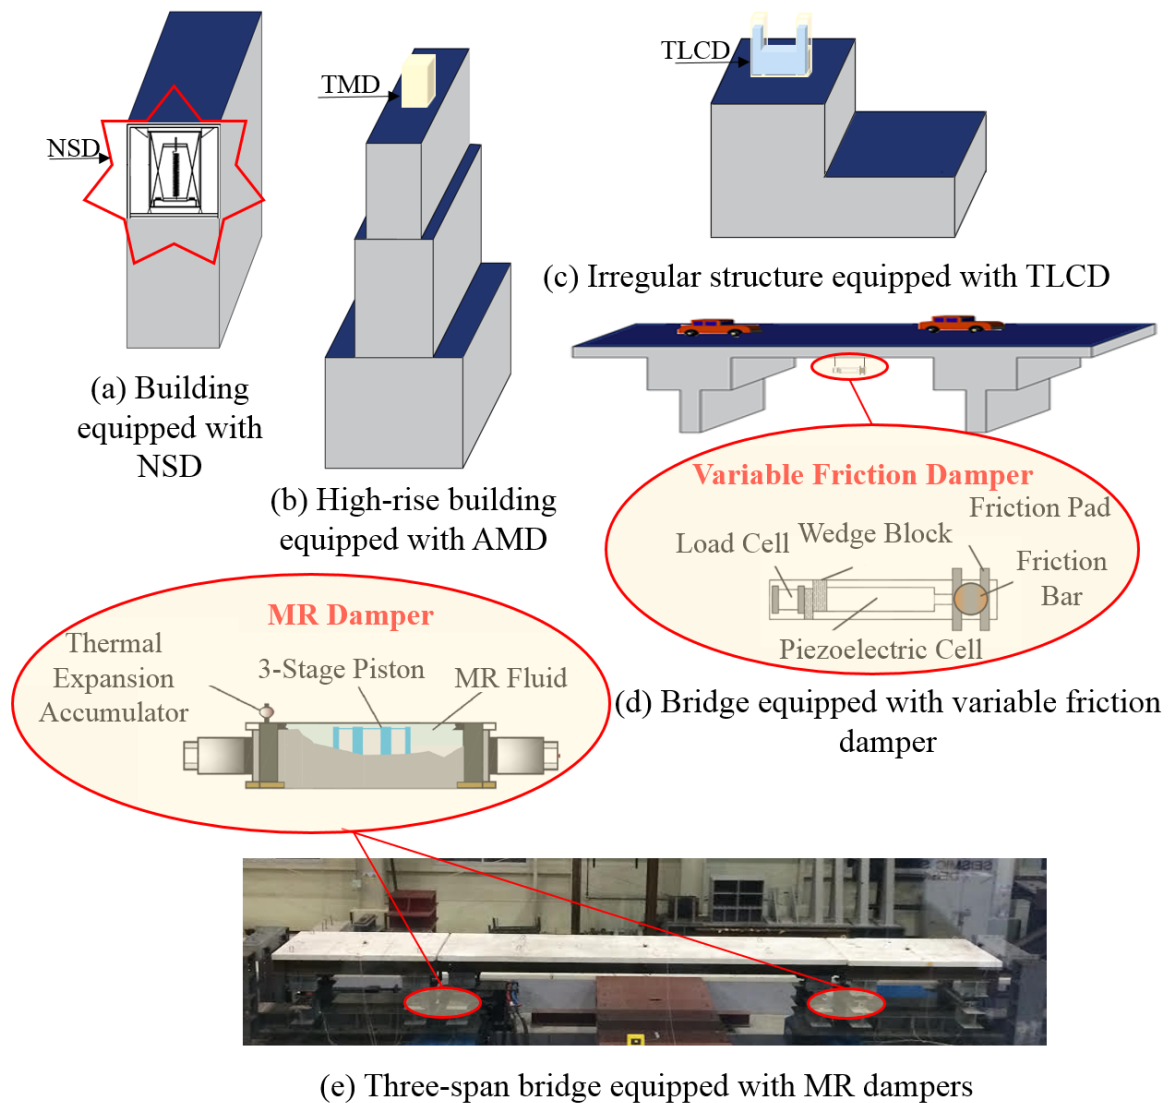 NSD
(a) Building
equipped with
NSD
TMD
(b) High-rise building
equipped with AMD
TLCD
(c) Irregular structure equipped with TLCD
Variable Friction Damper
Friction Pad
Wedge Block
Load Cell
Friction
Bar
Piezoelectric Cell
(d) Bridge equipped with variable friction
damper
MR Damper
Thermal
Expansion
Accumulator
3-Stage Piston
MR Fluid
(e) Three-span bridge equipped with MR dampers